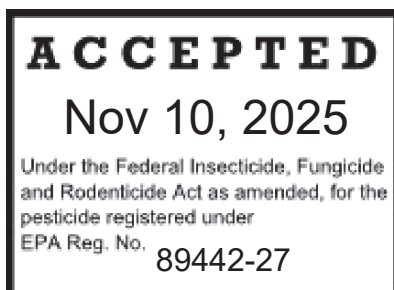 ACCEPTED
Nov 10, 2025
Under the Federal Insecticide, Fungicide
and Rodenticide Act as amended, for the
pesticide registered under
EPA Reg. No. 89442-27